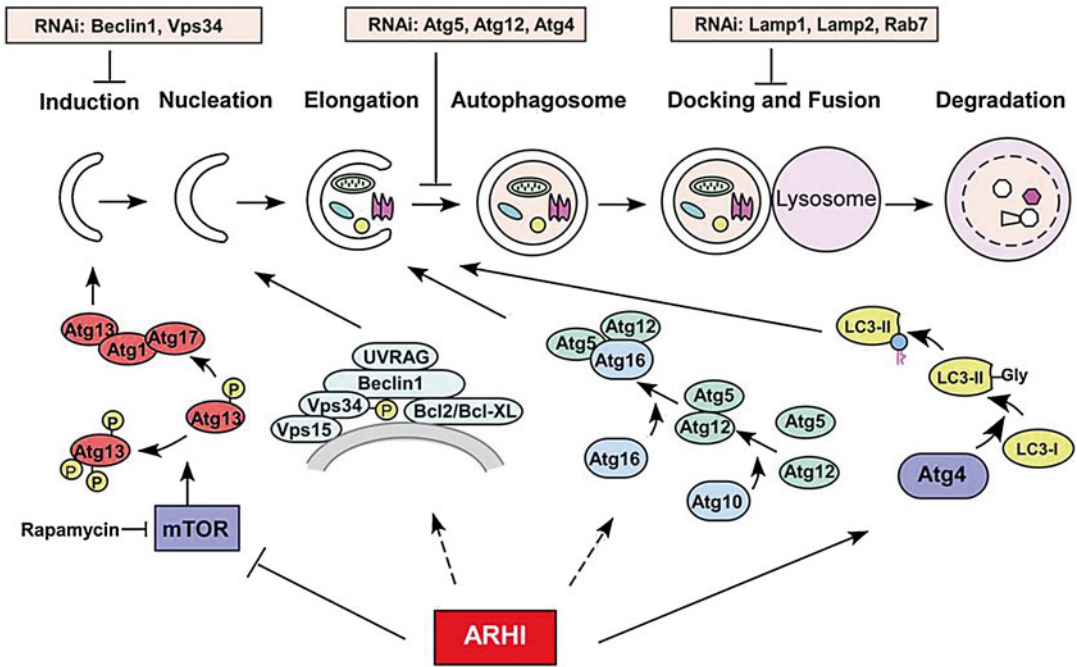 RNAi: Beclin1, Vps34
RNAi: Atg5, Atg12, Atg4
RNAi: Lamp1, Lamp2, Rab7
Induction
Nucleation
Elongation
Autophagosome
Docking and Fusion
Degradation
Lysosome
Atg13
Atg1
Atg17
P
Atg13
P
Atg13
P
P
Rapamycin
mTOR
UVRAG
Beclin1
Vps34
P
Bcl2/Bcl-XL
Vps15
Atg12
Atg5
Atg16
Atg5
Atg12
Atg5
Atg12
Atg16
Atg10
LC3-II
LC3-II
Gly
LC3-I
Atg4
ARHI